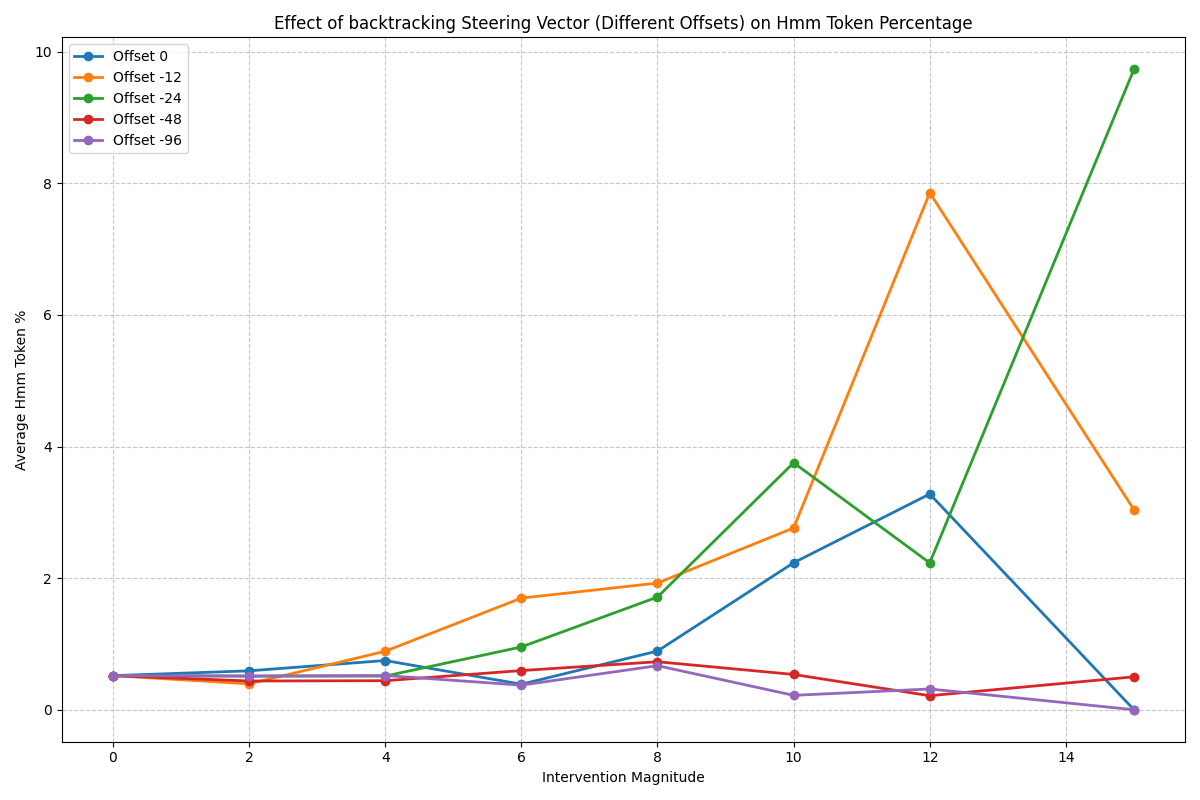 Effect of backtracking Steering Vector (Different Offsets) on Hmm Token Percentage
Offset 0
Offset -12
Offset -24
Offset -48
Offset -96
10
8
6
4
2
0
Average Hmm Token %
0 2 4 6 8 10 12 14
Intervention Magnitude